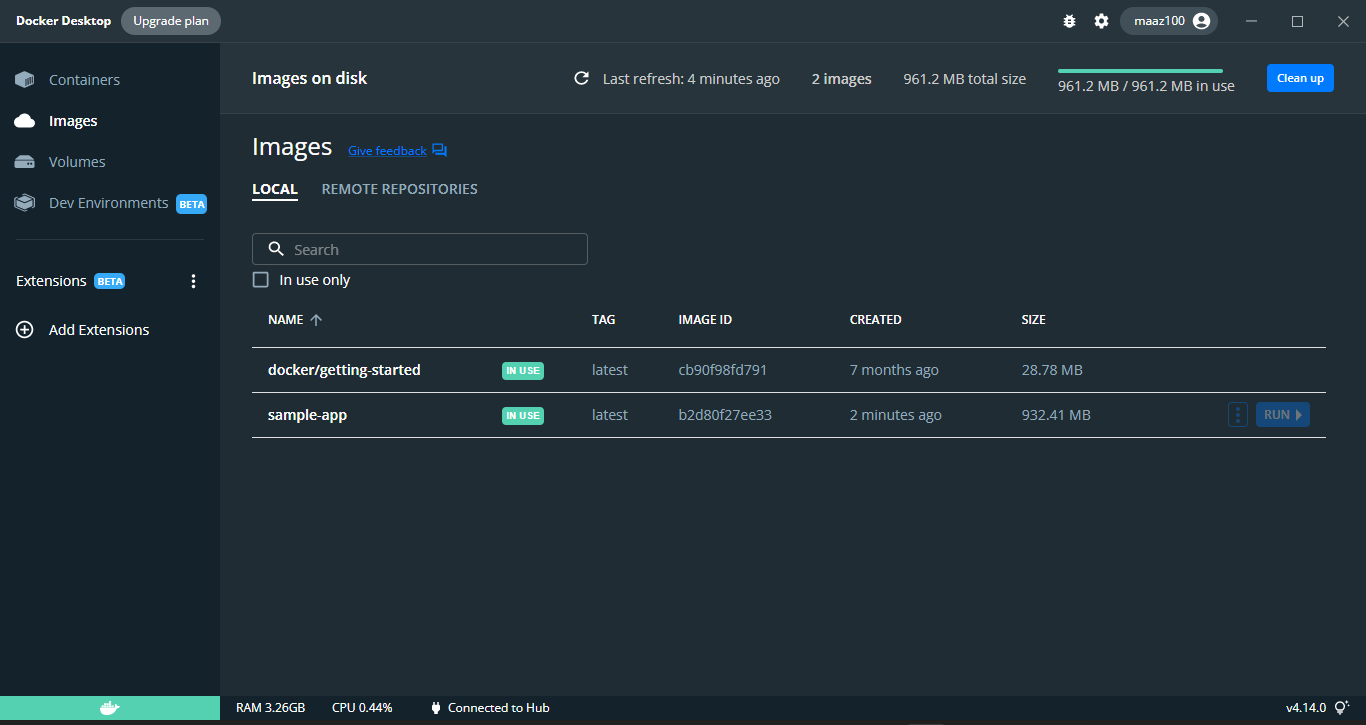 Docker Desktop Upgrade plan maaz100
Containers
Images
Volumes
Dev Environments BETA
Extensions BETA
Add Extensions
Images on disk Last refresh: 4 minutes ago 2 images 961.2 MB total size 961.2 MB / 961.2 MB in use Clean up
Images Give feedback
LOCAL REMOTE REPOSITORIES
Search
In use only
NAME TAG IMAGE ID CREATED SIZE
docker/getting-started IN USE latest cb90f98fd791 7 months ago 28.78 MB
sample-app IN USE latest b2d80f27ee33 2 minutes ago 932.41 MB RUN
RAM 3.26GB CPU 0.44% Connected to Hub v4.14.0